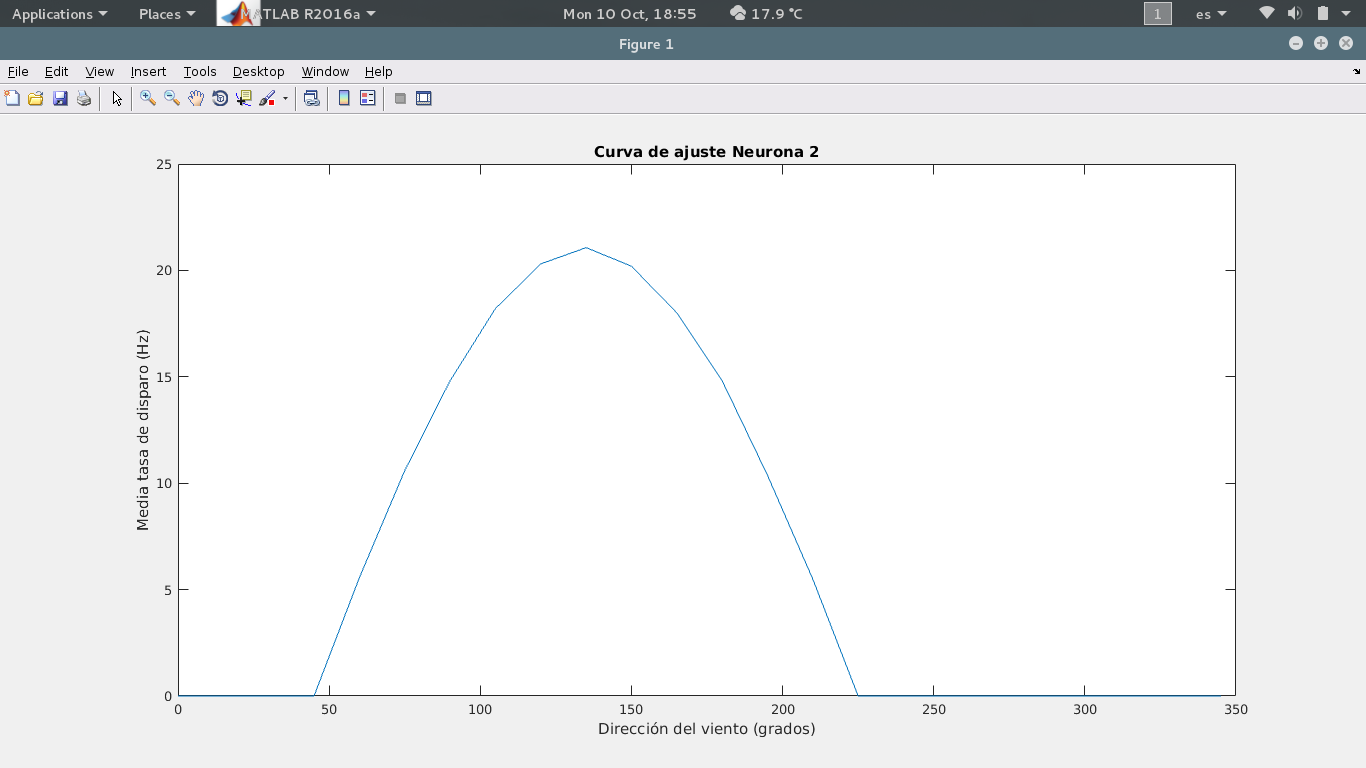 Applications Places MATLAB R2016a Mon 10 Oct, 18:55 17.9 °C 1 es
Figure 1
File Edit View Insert Tools Desktop Window Help
Curva de ajuste Neurona 2
25
20
15
10
5
0
Media tasa de disparo (Hz)
0 50 100 150 200 250 300 350
Dirección del viento (grados)